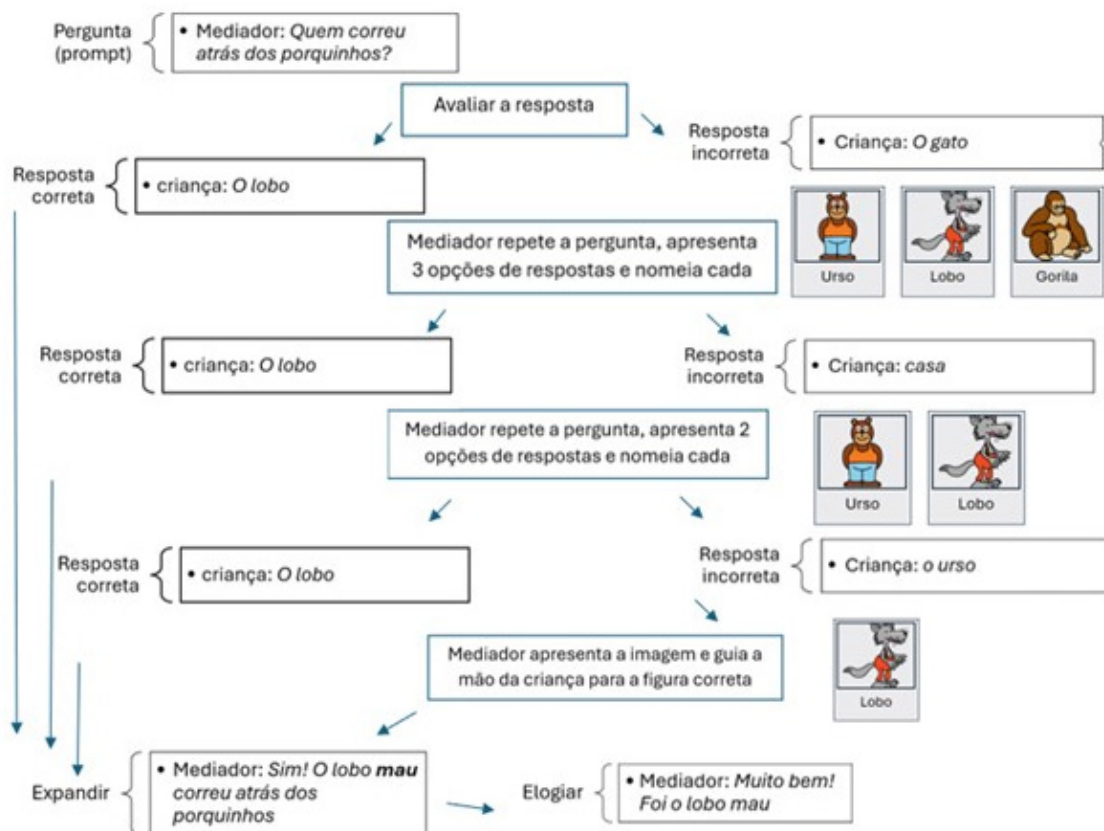 Pergunta
(prompt)
• Mediador: Quem correu
atrás dos porquinhos?
Avaliar a resposta
Resposta
correta
• criança: O lobo
Resposta
incorreta
• Criança: O gato
Mediador repete a pergunta, apresenta
3 opções de respostas e nomeia cada
Urso
Lobo
Gorila
Resposta
correta
• criança: O lobo
Resposta
incorreta
• Criança: casa
Mediador repete a pergunta, apresenta 2
opções de respostas e nomeia cada
Urso
Lobo
Resposta
correta
• criança: O lobo
Resposta
incorreta
• Criança: o urso
Mediador apresenta a imagem e guia a
mão da criança para a figura correta
Lobo
Expandir
• Mediador: Sim! O lobo mau
correu atrás dos
porquinhos
Elogiar
• Mediador: Muito bem!
Foi o lobo mau